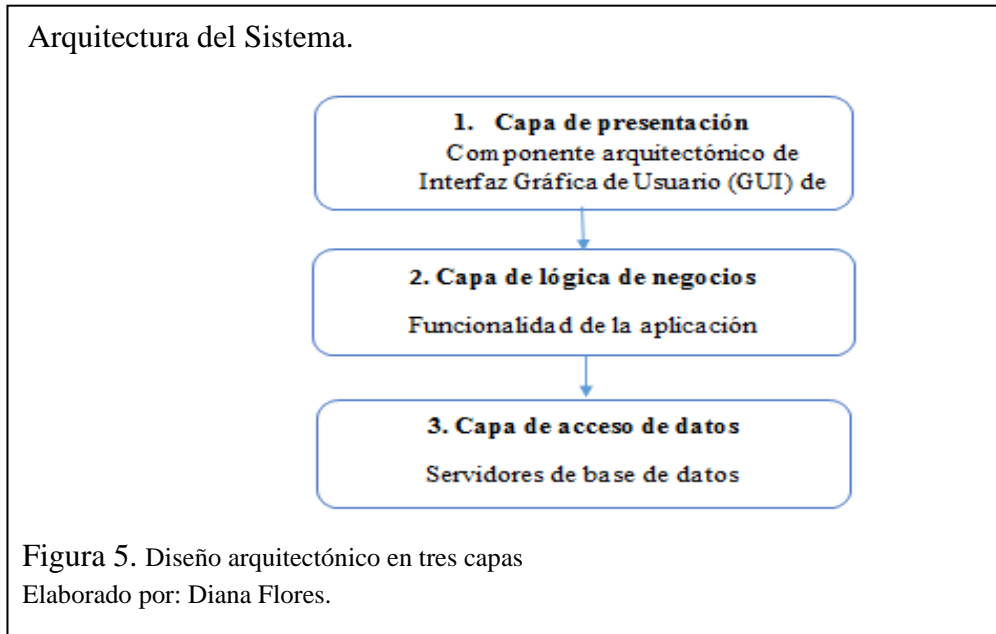 Arquitectura del Sistema.
1. Capa de presentación
Componente arquitectónico de
Interfaz Gráfica de Usuario (GUI) de
2. Capa de lógica de negocios
Funcionalidad de la aplicación
3. Capa de acceso de datos
Servidores de base de datos
Figura 5. Diseño arquitectónico en tres capas
Elaborado por: Diana Flores.